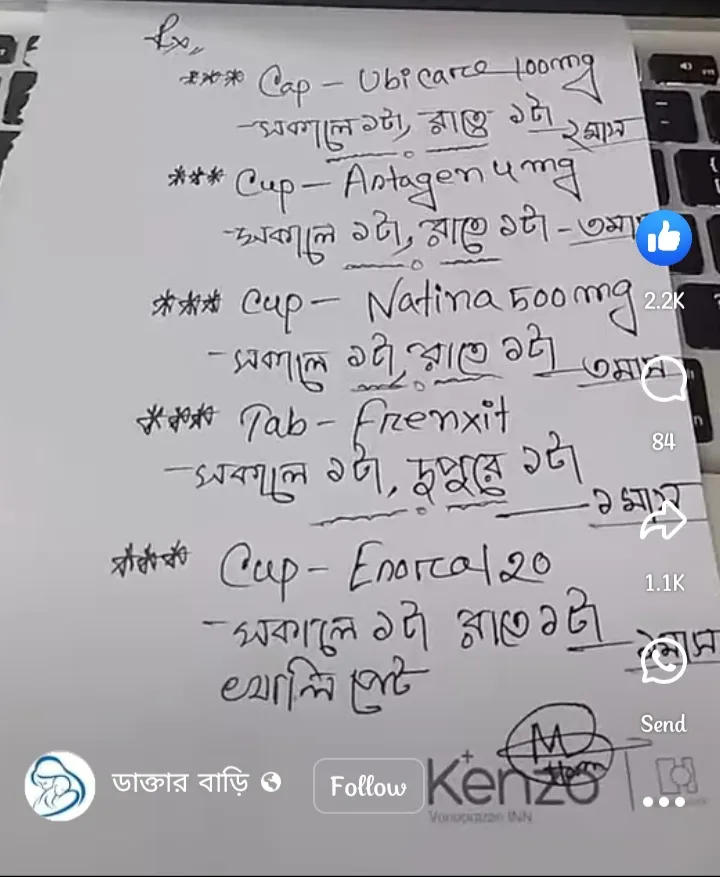 Rx,
*** Cap - Ubicare 100mg
- সকালে ১টা, রাতে ১টা ২মাস
*** Cup - Antagen 4mg
- সকালে ১টা, রাতে ১টা - ৩মাস
2.2K
*** Cup - Natina 500mg
- সকালে ১টা, রাতে ১টা ৩মাস
*** Tab - Frenxit
84
- সকালে ১টা, দুপুরে ১টা
১ মাস
*** Cup - Enorcal 20
1.1K
- সকালে ১টা রাতে ১টা মাস
খালি পেট
Send
ডাক্তার বাড়ি
Follow
Kenzo
Vonoprazan INN